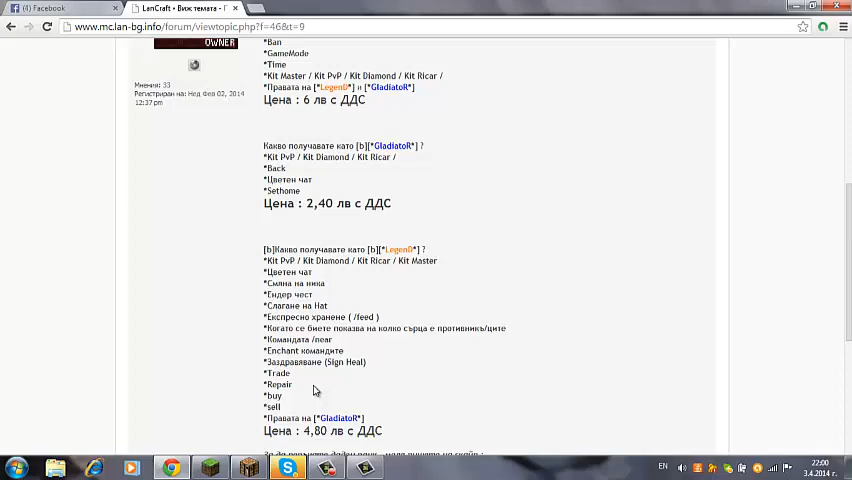 (4) Facebook
LanCraft • Виж темата - Г
www.mc.lan-bg.info/forum/viewtopic.php?f=46&t=9
OWNER
Мнения: 33
Регистриран на: Нед Фев 02, 2014
12:37 pm
*Ban
*GameMode
*Time
*Kit Master / Kit PvP / Kit Diamond / Kit Ricar /
*Правата на [*LegenD*] и [*GladiatoR*]
Цена : 6 лв с ДДС
Какво получавате като [b][*GladiatoR*] ?
*Kit PvP / Kit Diamond / Kit Ricar /
*Back
*Цветен чат
*Sethome
Цена : 2,40 лв с ДДС
[b]Какво получавате като [b][*LegenD*] ?
*Kit PvP / Kit Diamond / Kit Ricar / Kit Master
*Цветен чат
*Смяна на ника
*Ендер чест
*Слагане на Hat
*Експресно хранене ( /feed )
*Когато се биете показва на колко сърца е противникъ/ците
*Командата /near
*Enchant командите
*Заздравяване (Sign Heal)
*Trade
*Repair
*buy
*sell
*Правата на [*GladiatoR*]
Цена : 4,80 лв с ДДС
EN
22:00
3.4.2014 г.